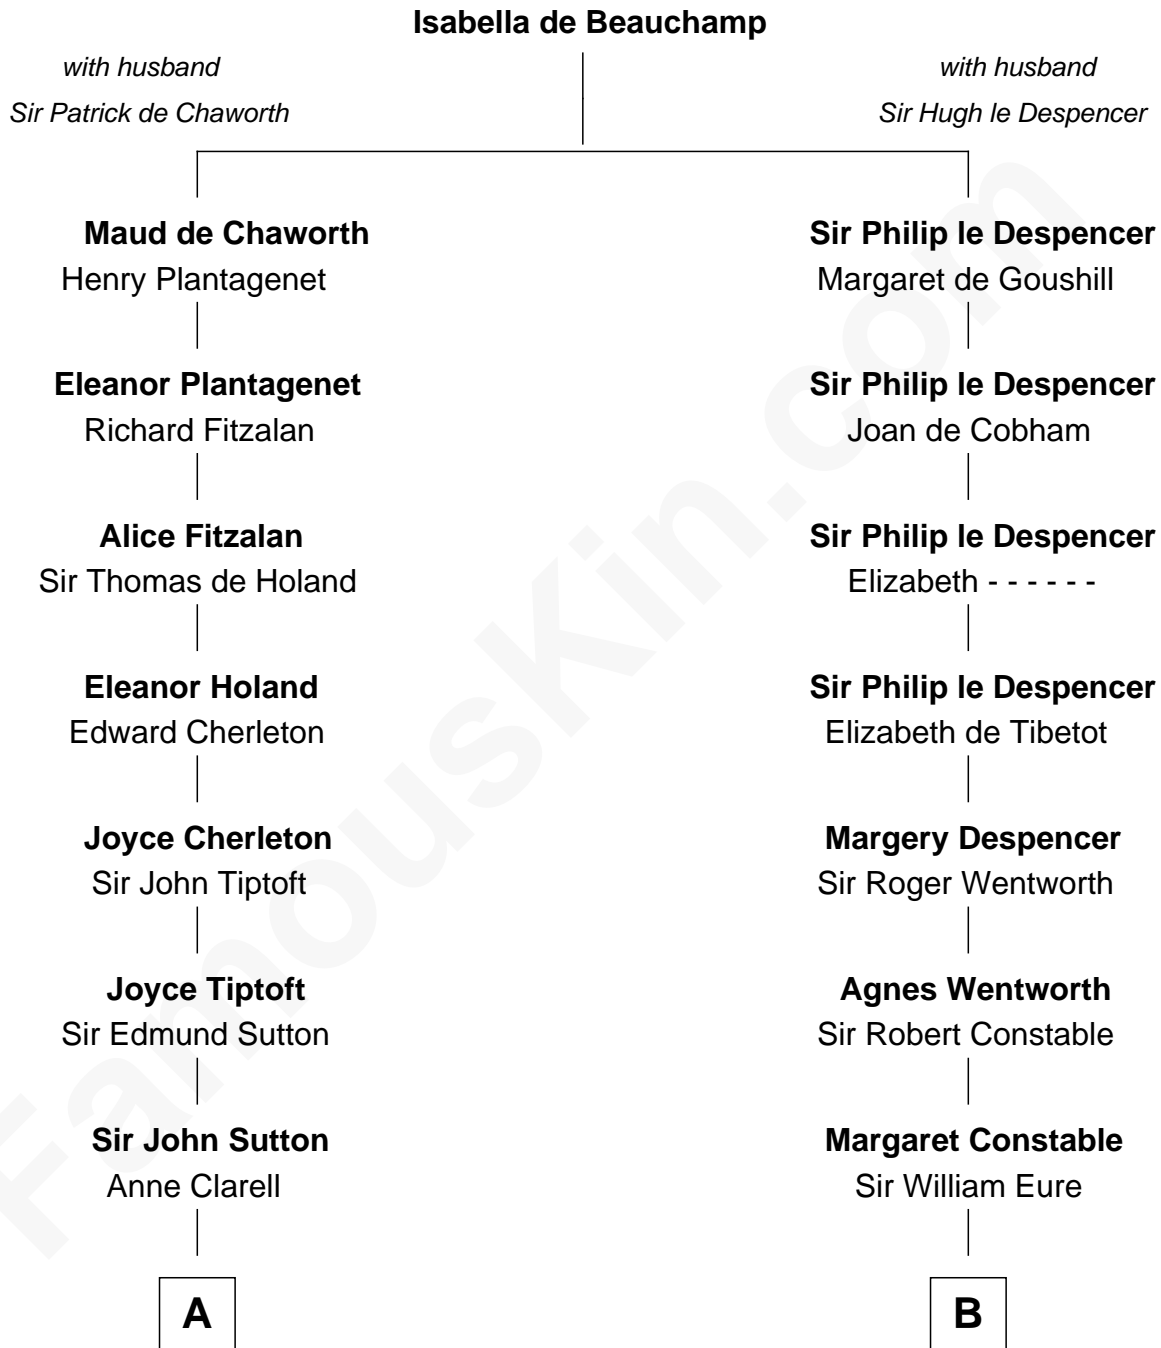 Isabella de Beauchamp
with husband
Sir Patrick de Chaworth
with husband
Sir Hugh le Despencer
Maud de Chaworth
Henry Plantagenet
Sir Philip le Despencer
Margaret de Goushill
Eleanor Plantagenet
Richard Fitzalan
Sir Philip le Despencer
Joan de Cobham
Alice Fitzalan
Sir Thomas de Holand
Sir Philip le Despencer
Elizabeth - - - - - -
Eleanor Holand
Edward Cherleton
Sir Philip le Despencer
Elizabeth de Tibetot
Joyce Cherleton
Sir John Tiptoft
Margery Despencer
Sir Roger Wentworth
Joyce Tiptoft
Sir Edmund Sutton
Agnes Wentworth
Sir Robert Constable
Sir John Sutton
Anne Clarell
Margaret Constable
Sir William Eure
A
B
FamousKin.com